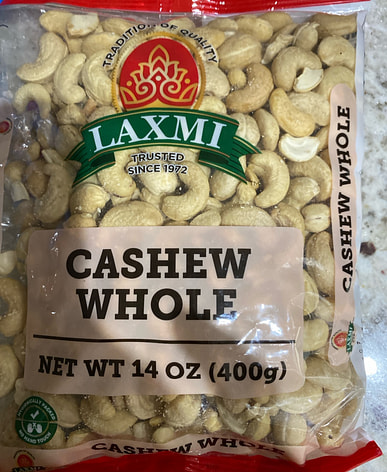 TRADITION OF QUALITY
LAXMI
TRUSTED
SINCE 1972
CASHEW
WHOLE
NET WT 14 OZ (400g)
CASHEW WHOLE
CASHEW WHOLE